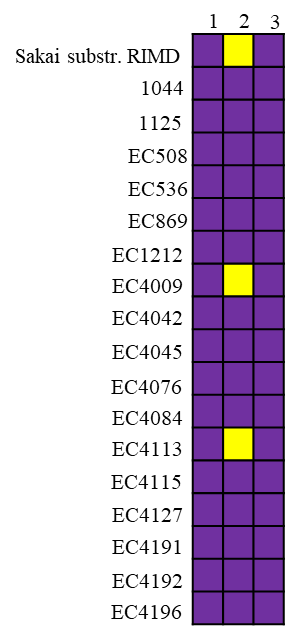 1 2 3
Sakai substr. RIMD
1044
1125
EC508
EC536
EC869
EC1212
EC4009
EC4042
EC4045
EC4076
EC4084
EC4113
EC4115
EC4127
EC4191
EC4192
EC4196